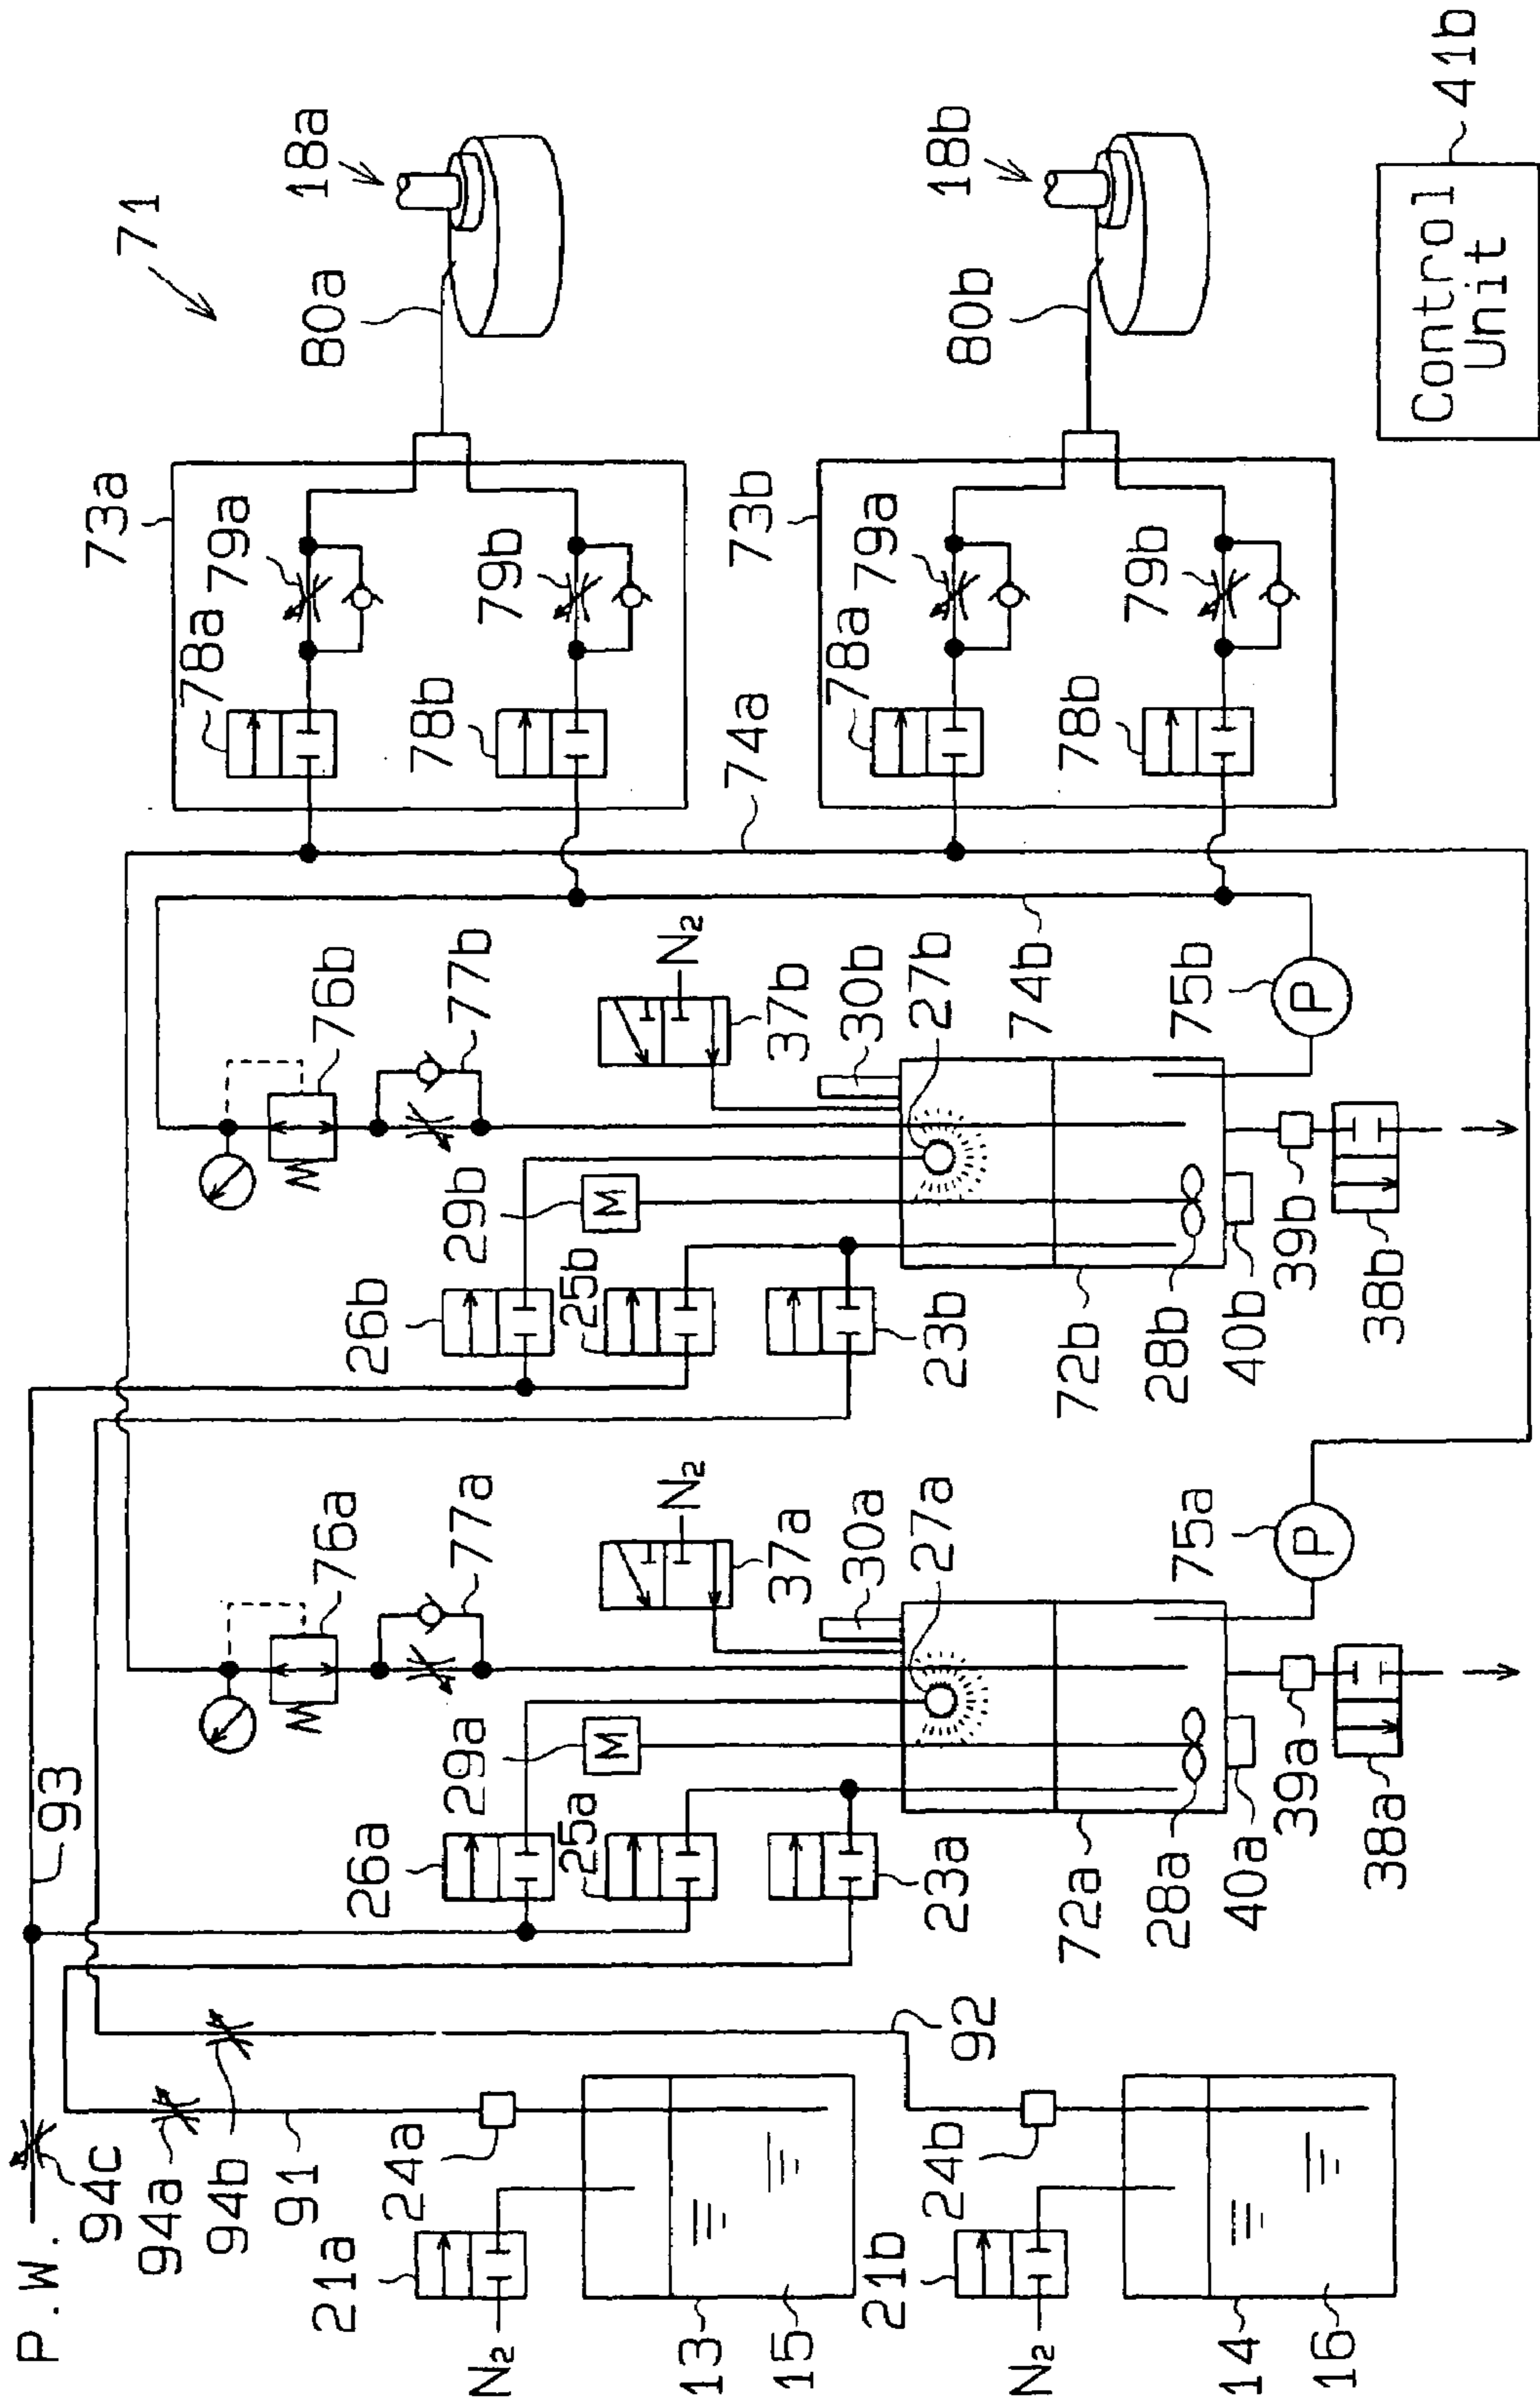 71
18a
80a
73a
79a
78a
79b
78b
74a
18b
80b
73b
79a
78a
79b
78b
Control
Unit
41b
76b
77b
N2
37b
30b
27b
74b
75b
29b
26b
25b
23b
72b
28b
40b
39b
38b
76a
77a
N2
37a
30a
27a
75a
93
29a
26a
25a
23a
72a
28a
40a
39a
38a
M
M
P
P
P.W.
94c
94a
94b
91
92
24a
21a
N2
13
15
24b
21b
N2
14
16